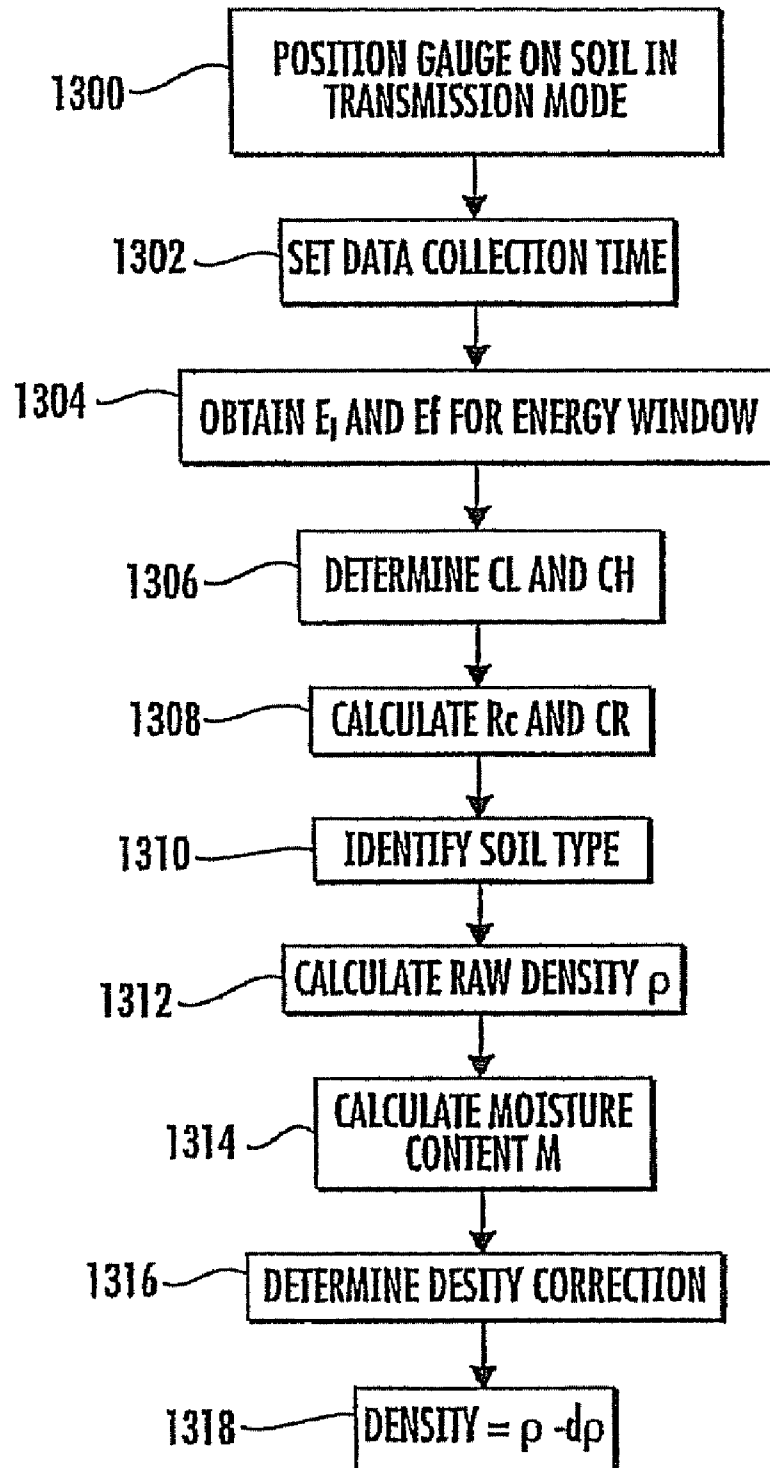 1300
POSITION GAUGE ON SOIL IN
TRANSMISSION MODE
1302
SET DATA COLLECTION TIME
1304
OBTAIN Eı AND Ef FOR ENERGY WINDOW
1306
DETERMINE CL AND CH
1308
CALCULATE Rc AND CR
1310
IDENTIFY SOIL TYPE
1312
CALCULATE RAW DENSITY ρ
1314
CALCULATE MOISTURE
CONTENT M
1316
DETERMINE DESITY CORRECTION
1318
DENSITY = ρ -dρ